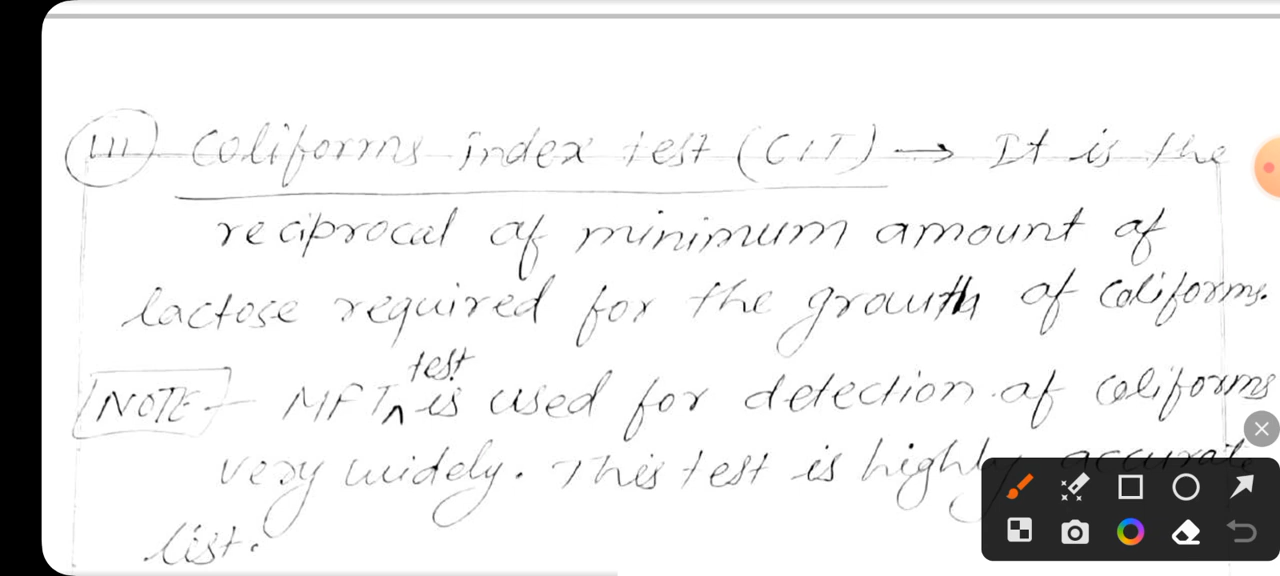 (III) Coliforms index test (CIT) → It is the
reciprocal of minimum amount of
lactose required for the growth of coliforms.
NOTE - MFT test is used for detection of coliforms
very widely. This test is highly accurate
list.